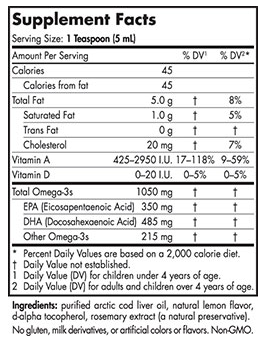 Supplement Facts
Serving Size: 1 Teaspoon (5 mL)
Amount Per Serving % DV¹ % DV²*
Calories 45
Calories from fat 45
Total Fat 5.0 g † 8%
Saturated Fat 1.0 g † 5%
Trans Fat 0 g † †
Cholesterol 20 mg † 7%
Vitamin A 425–2950 I.U. 17–118% 9–59%
Vitamin D 0–20 I.U. 0–5% 0–5%
Total Omega-3s 1050 mg † †
EPA (Eicosapentaenoic Acid) 350 mg † †
DHA (Docosahexaenoic Acid) 485 mg † †
Other Omega-3s 215 mg † †
* Percent Daily Values are based on a 2,000 calorie diet.
† Daily Value not established.
1 Daily Value (DV) for children under 4 years of age.
2 Daily Value (DV) for adults and children over 4 years of age.
Ingredients: purified arctic cod liver oil, natural lemon flavor,
d-alpha tocopherol, rosemary extract (a natural preservative).
No gluten, milk derivatives, or artificial colors or flavors. Non-GMO.